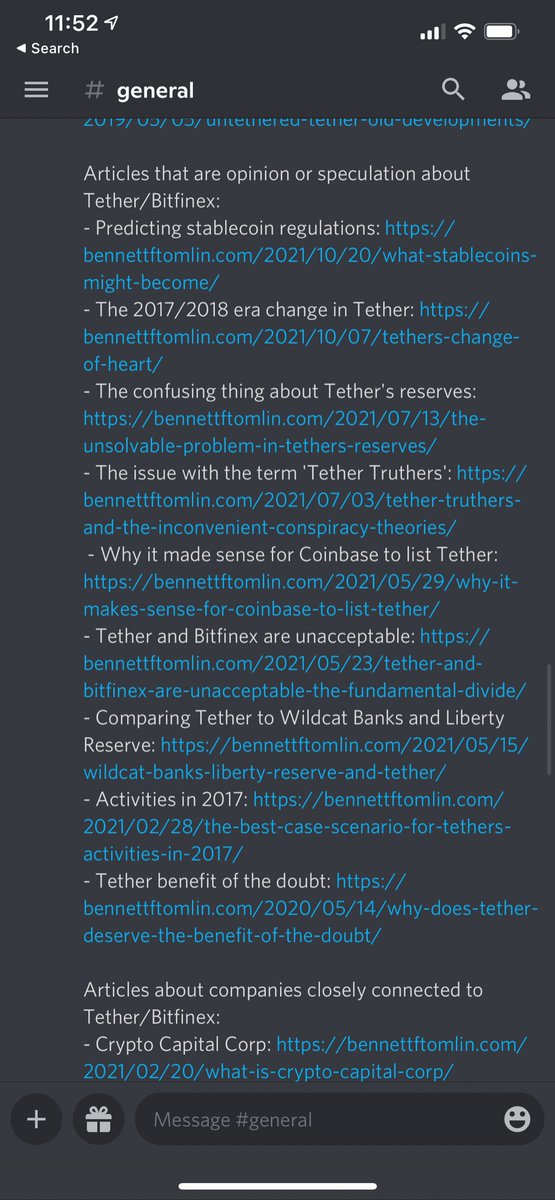 11:52
◀ Search
# general
2019/05/05/untethered-tether-old-developments/
Articles that are opinion or speculation about
Tether/Bitfinex:
- Predicting stablecoin regulations: https://
bennettftomlin.com/2021/10/20/what-stablecoins-
might-become/
- The 2017/2018 era change in Tether: https://
bennettftomlin.com/2021/10/07/tethers-change-
of-heart/
- The confusing thing about Tether's reserves:
https://bennettftomlin.com/2021/07/13/the-
unsolvable-problem-in-tethers-reserves/
- The issue with the term 'Tether Truthers': https://
bennettftomlin.com/2021/07/03/tether-truthers-
and-the-inconvenient-conspiracy-theories/
- Why it made sense for Coinbase to list Tether:
https://bennettftomlin.com/2021/05/29/why-it-
makes-sense-for-coinbase-to-list-tether/
- Tether and Bitfinex are unacceptable: https://
bennettftomlin.com/2021/05/23/tether-and-
bitfinex-are-unacceptable-the-fundamental-divide/
- Comparing Tether to Wildcat Banks and Liberty
Reserve: https://bennettftomlin.com/2021/05/15/
wildcat-banks-liberty-reserve-and-tether/
- Activities in 2017: https://bennettftomlin.com/
2021/02/28/the-best-case-scenario-for-tethers-
activities-in-2017/
- Tether benefit of the doubt: https://
bennettftomlin.com/2020/05/14/why-does-tether-
deserve-the-benefit-of-the-doubt/
Articles about companies closely connected to
Tether/Bitfinex:
- Crypto Capital Corp: https://bennettftomlin.com/
2021/02/20/what-is-crypto-capital-corp/
Message #general